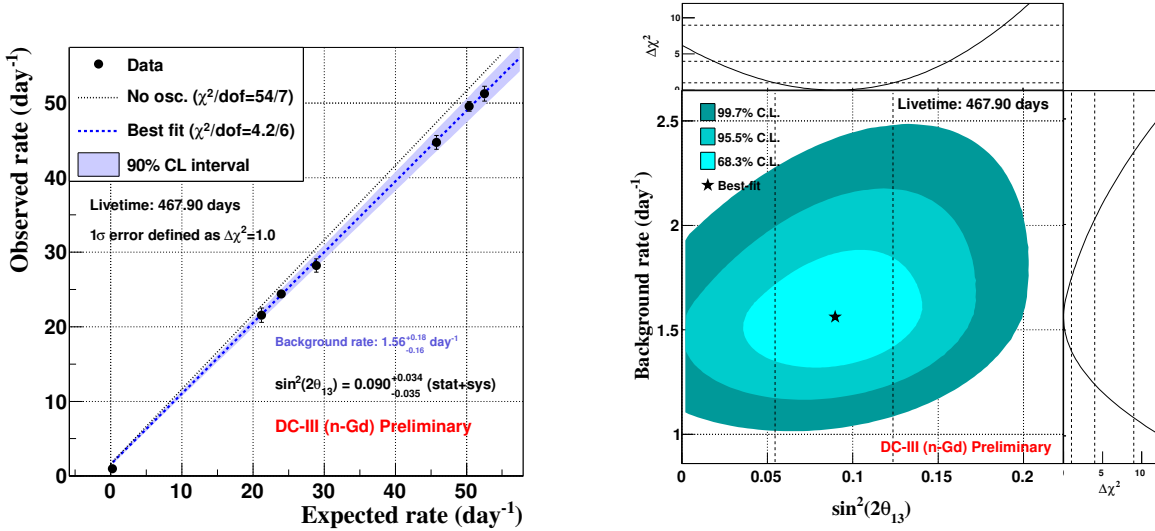 Observed rate (day⁻¹)
50
40
30
20
10
0
Data
No osc. (χ²/dof=54/7)
Best fit (χ²/dof=4.2/6)
90% CL interval
Livetime: 467.90 days
1σ error defined as Δχ²=1.0
Background rate: 1.56 +0.18 -0.16 day⁻¹
sin²(2θ₁₃) = 0.090 +0.034 -0.035 (stat+sys)
DC-III (n-Gd) Preliminary
0 10 20 30 40 50
Expected rate (day⁻¹)
Δχ²
10
5
Background rate (day⁻¹)
2.5
2
1.5
1
Livetime: 467.90 days
99.7% C.L.
95.5% C.L.
68.3% C.L.
Best-fit
DC-III (n-Gd) Preliminary
0 0.05 0.1 0.15 0.2
sin²(2θ₁₃)
5 10
Δχ²